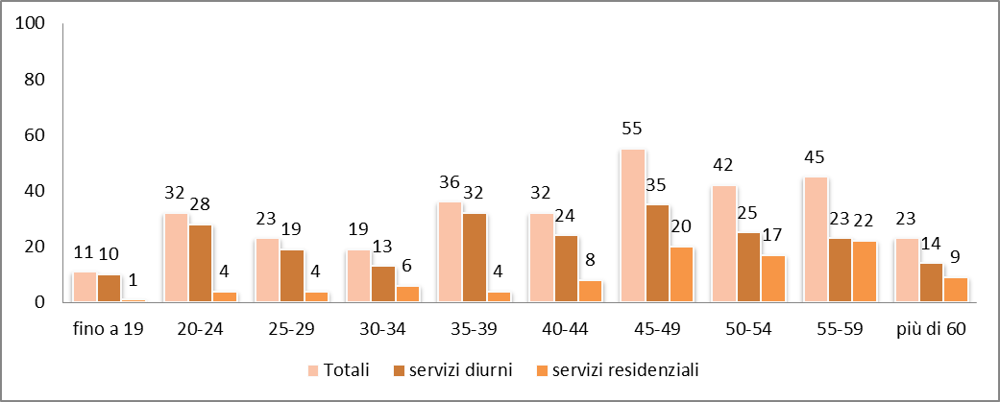 100
80
60
40
20
0
11 10 1
32 28 4
23 19 4
19 13 6
36 32 4
32 24 8
55 35 20
42 25 17
45 23 22
23 14 9
fino a 19 20-24 25-29 30-34 35-39 40-44 45-49 50-54 55-59 più di 60
Totali servizi diurni servizi residenziali